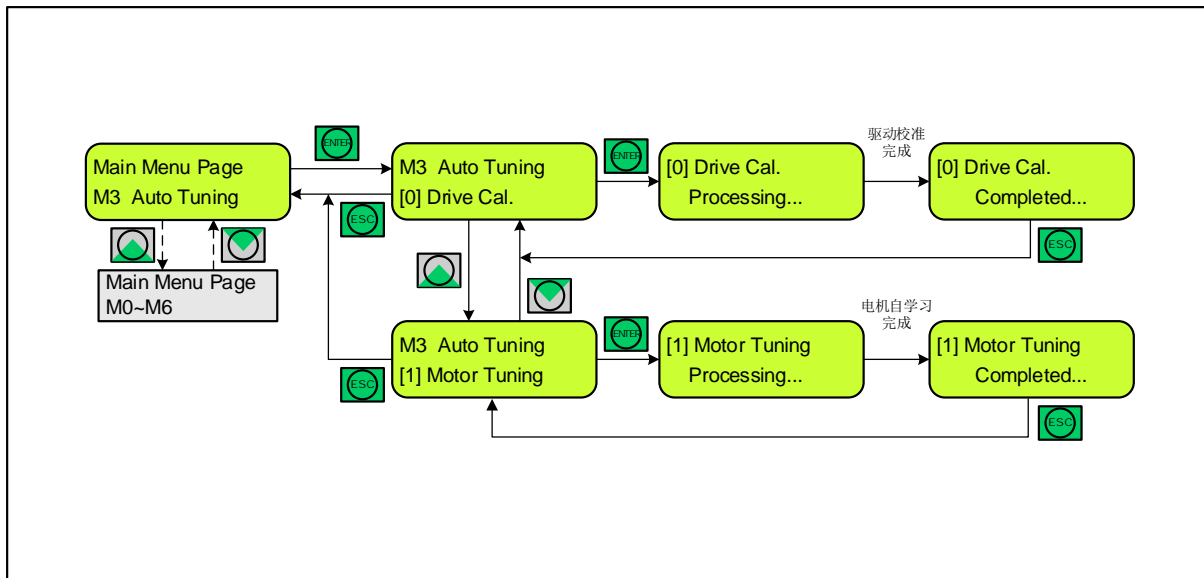 Main Menu Page
M3 Auto Tuning
ENTER
M3 Auto Tuning
[0] Drive Cal.
ESC
ENTER
[0] Drive Cal.
Processing...
驱动校准
完成
[0] Drive Cal.
Completed...
ESC
Main Menu Page
M0~M6
M3 Auto Tuning
[1] Motor Tuning
ESC
ENTER
[1] Motor Tuning
Processing...
电机自学习
完成
[1] Motor Tuning
Completed...
ESC